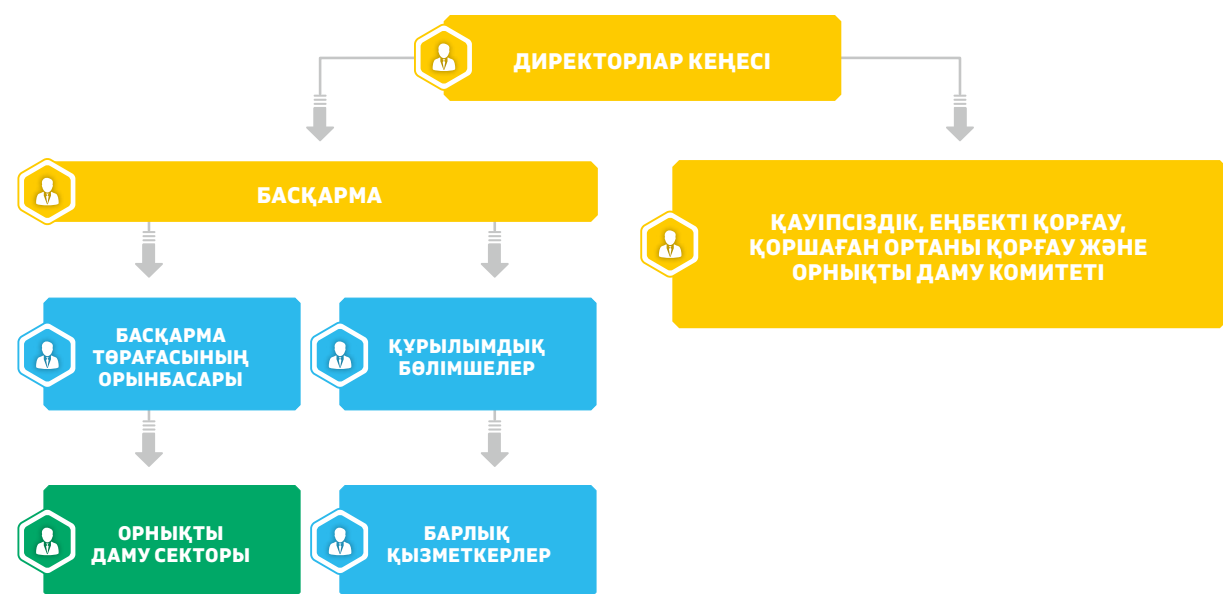 ДИРЕКТОРЛАР КЕҢЕСІ
БАСҚАРМА
ҚАУІПСІЗДІК, ЕҢБЕКТІ ҚОРҒАУ,
ҚОРШАҒАН ОРТАНЫ ҚОРҒАУ ЖӘНЕ
ОРНЫҚТЫ ДАМУ КОМИТЕТІ
БАСҚАРМА
ТӨРАҒАСЫНЫҢ
ОРЫНБАСАРЫ
ҚҰРЫЛЫМДЫҚ
БӨЛІМШЕЛЕР
ОРНЫҚТЫ
ДАМУ СЕКТОРЫ
БАРЛЫҚ
ҚЫЗМЕТКЕРЛЕР